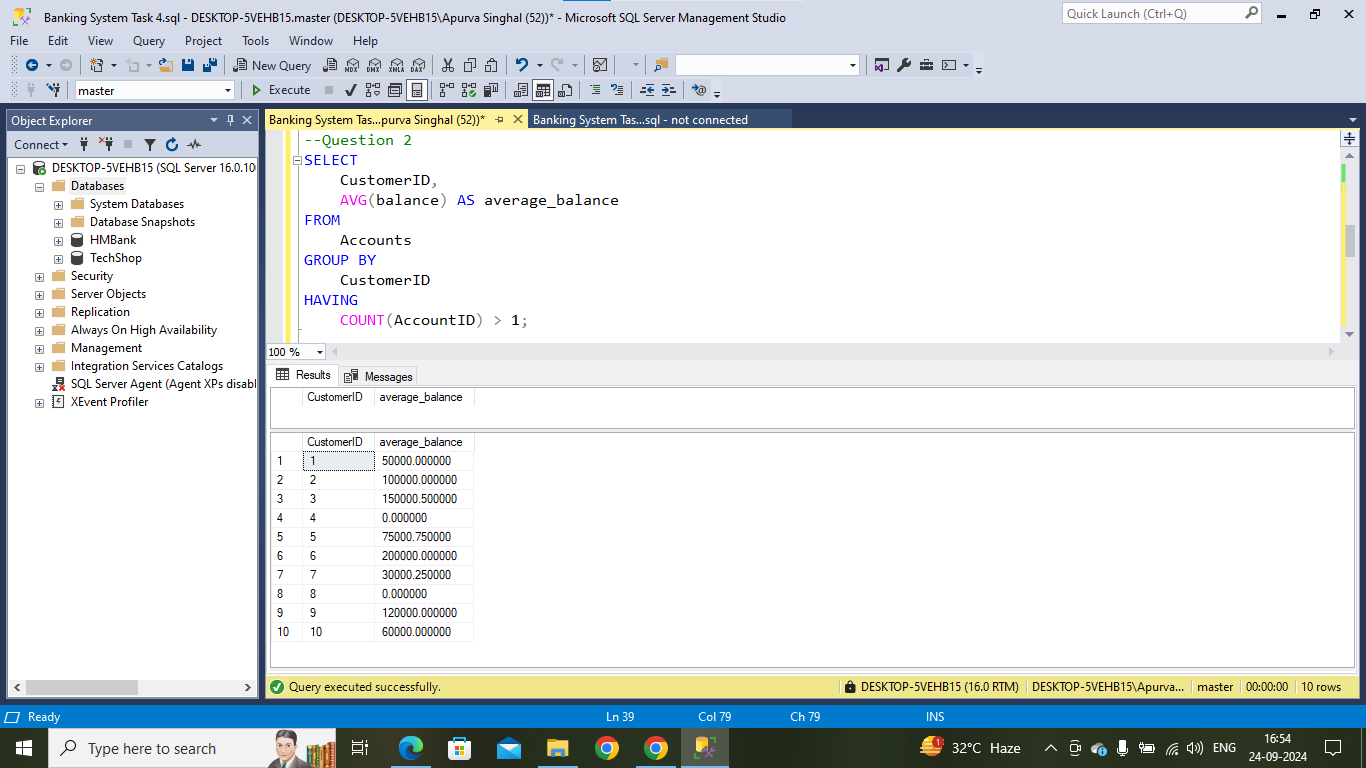 Banking System Task 4.sql - DESKTOP-5VEHB15.master (DESKTOP-5VEHB15\Apurva Singhal (52))* - Microsoft SQL Server Management Studio
Quick Launch (Ctrl+Q)
File Edit View Query Project Tools Window Help
New Query MDX DMX XMLA DAX
master Execute
Object Explorer
Banking System Tas...purva Singhal (52))* Banking System Tas...sql - not connected
Connect
DESKTOP-5VEHB15 (SQL Server 16.0.10
Databases
System Databases
Database Snapshots
HMBank
TechShop
Security
Server Objects
Replication
Always On High Availability
Management
Integration Services Catalogs
SQL Server Agent (Agent XPs disabl
XEvent Profiler
--Question 2
SELECT
CustomerID,
AVG(balance) AS average_balance
FROM
Accounts
GROUP BY
CustomerID
HAVING
COUNT(AccountID) > 1;
100 %
Results Messages
CustomerID average_balance
CustomerID average_balance
1 1 50000.000000
2 2 100000.000000
3 3 150000.500000
4 4 0.000000
5 5 75000.750000
6 6 200000.000000
7 7 30000.250000
8 8 0.000000
9 9 120000.000000
10 10 60000.000000
Query executed successfully. DESKTOP-5VEHB15 (16.0 RTM) DESKTOP-5VEHB15\Apurva... master 00:00:00 10 rows
Ready Ln 39 Col 79 Ch 79 INS
Type here to search 1 32°C Haze ENG 16:54
24-09-2024